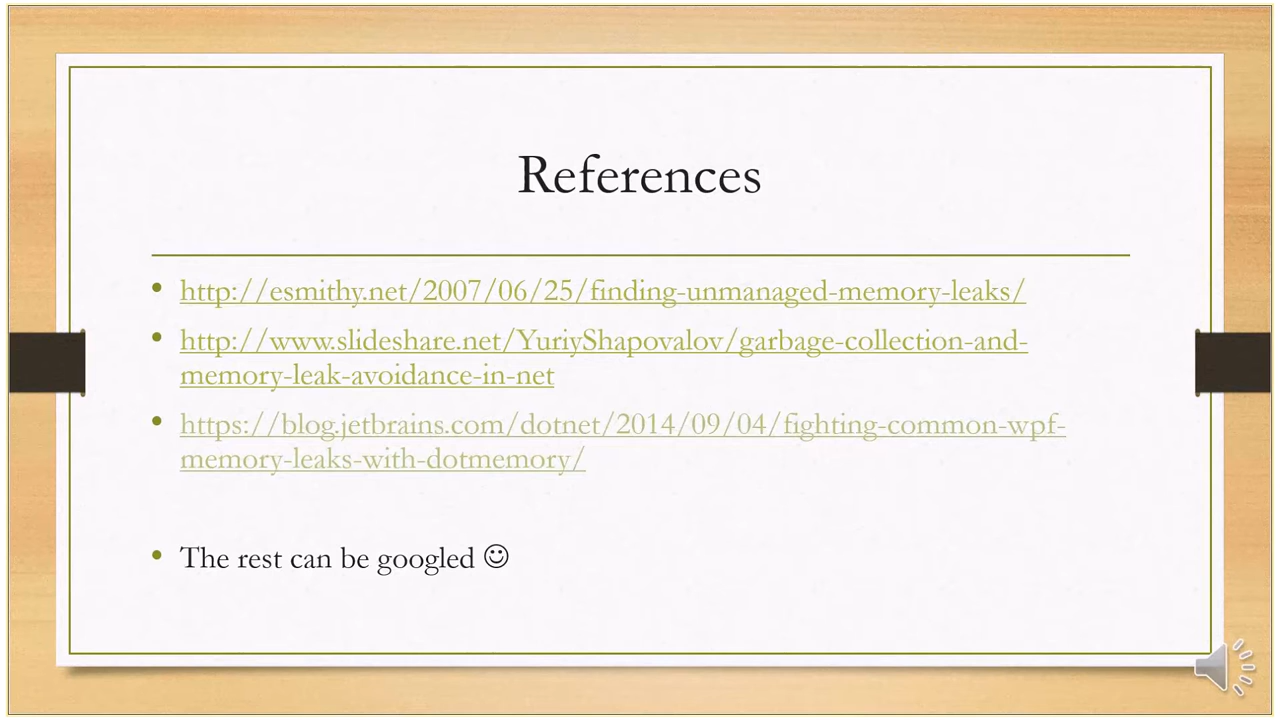 References
• http://esmithy.net/2007/06/25/finding-unmanaged-memory-leaks/
• http://www.slideshare.net/YuriyShapovalov/garbage-collection-and-
memory-leak-avoidance-in-net
• https://blog.jetbrains.com/dotnet/2014/09/04/fighting-common-wpf-
memory-leaks-with-dotmemory/
• The rest can be googled ☺